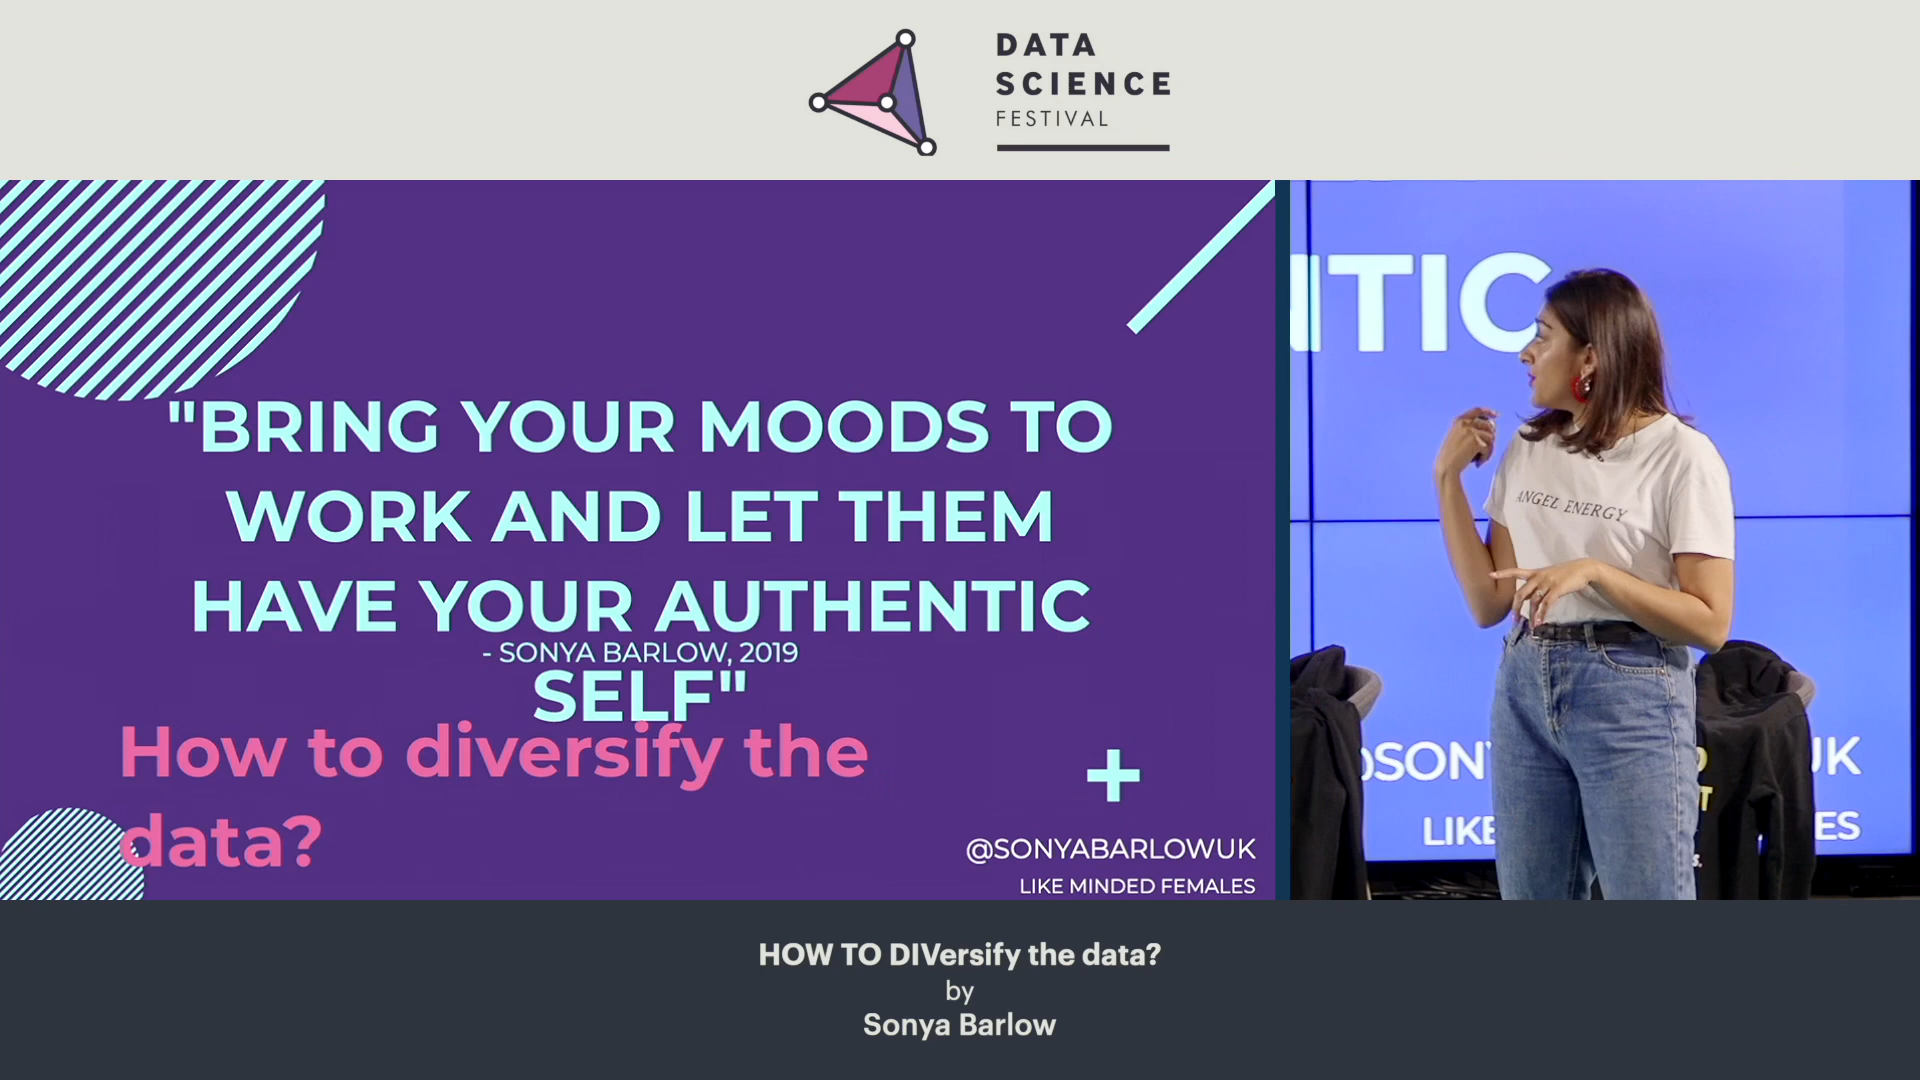 DATA
SCIENCE
FESTIVAL
"BRING YOUR MOODS TO
WORK AND LET THEM
HAVE YOUR AUTHENTIC
- SONYA BARLOW, 2019
SELF"
How to diversify the
data?
@SONYABARLOWUK
LIKE MINDED FEMALES
NTIC
ANGEL ENERGY
@SON
UK
LIKE
ES
HOW TO DIVersify the data?
by
Sonya Barlow